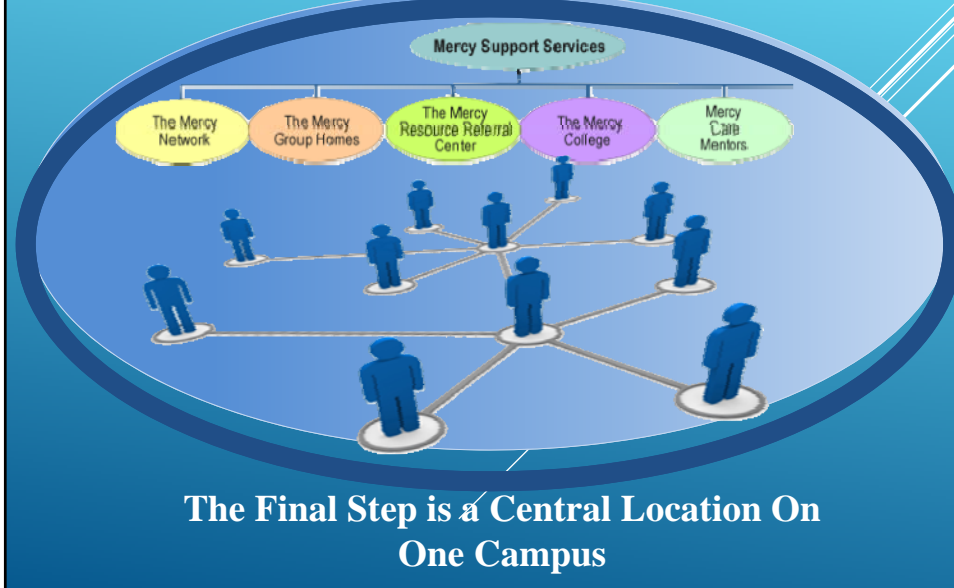 Mercy Support Services
The Mercy
Network
The Mercy
Group Homes
The Mercy
Resource Referral
Center
The Mercy
College
Mercy
Care
Mentors
The Final Step is a Central Location On
One Campus